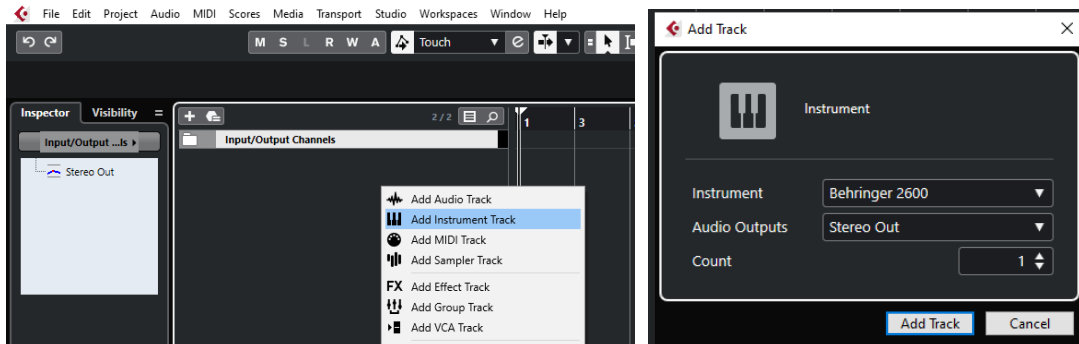 File Edit Project Audio MIDI Scores Media Transport Studio Workspaces Window Help
M S L R W A Touch
Inspector Visibility
2/2
1 3
Input/Output ...ls
Input/Output Channels
Stereo Out
Add Audio Track
Add Instrument Track
Add MIDI Track
Add Sampler Track
FX Add Effect Track
Add Group Track
Add VCA Track
Add Track
Instrument
Instrument Behringer 2600
Audio Outputs Stereo Out
Count 1
Add Track Cancel